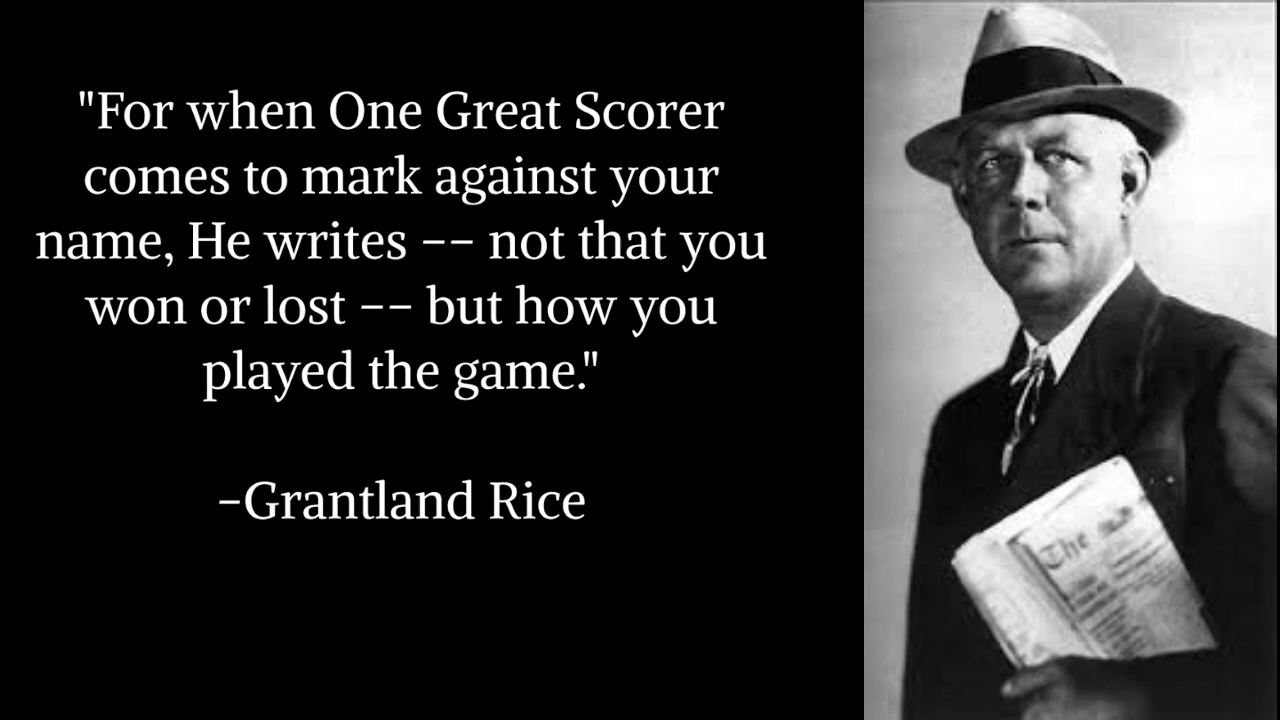 "For when One Great Scorer
comes to mark against your
name, He writes -- not that you
won or lost -- but how you
played the game."
-Grantland Rice
The